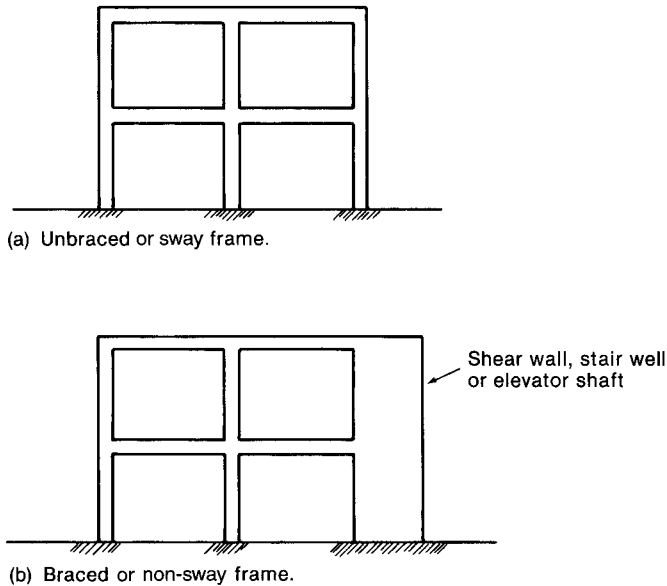 (a) Unbraced or sway frame.
Shear wall, stair well
or elevator shaft
(b) Braced or non-sway frame.